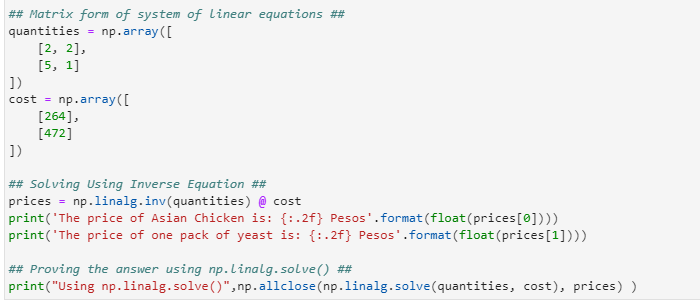 ## Matrix form of system of linear equations ##
quantities = np.array([
    [2, 2],
    [5, 1]
])
cost = np.array([
    [264],
    [472]
])
## Solving Using Inverse Equation ##
prices = np.linalg.inv(quantities) @ cost
print('The price of Asian Chicken is: {:.2f} Pesos'.format(float(prices[0])))
print('The price of one pack of yeast is: {:.2f} Pesos'.format(float(prices[1])))
## Proving the answer using np.linalg.solve() ##
print("Using np.linalg.solve()",np.allclose(np.linalg.solve(quantities, cost), prices) )